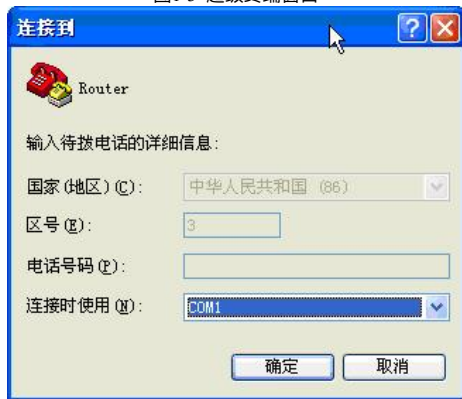 连接到
Router
输入待拨电话的详细信息:
国家(地区)(C): 中华人民共和国 (86)
区号(E): 3
电话号码(P):
连接时使用(N): COM1
确定 取消